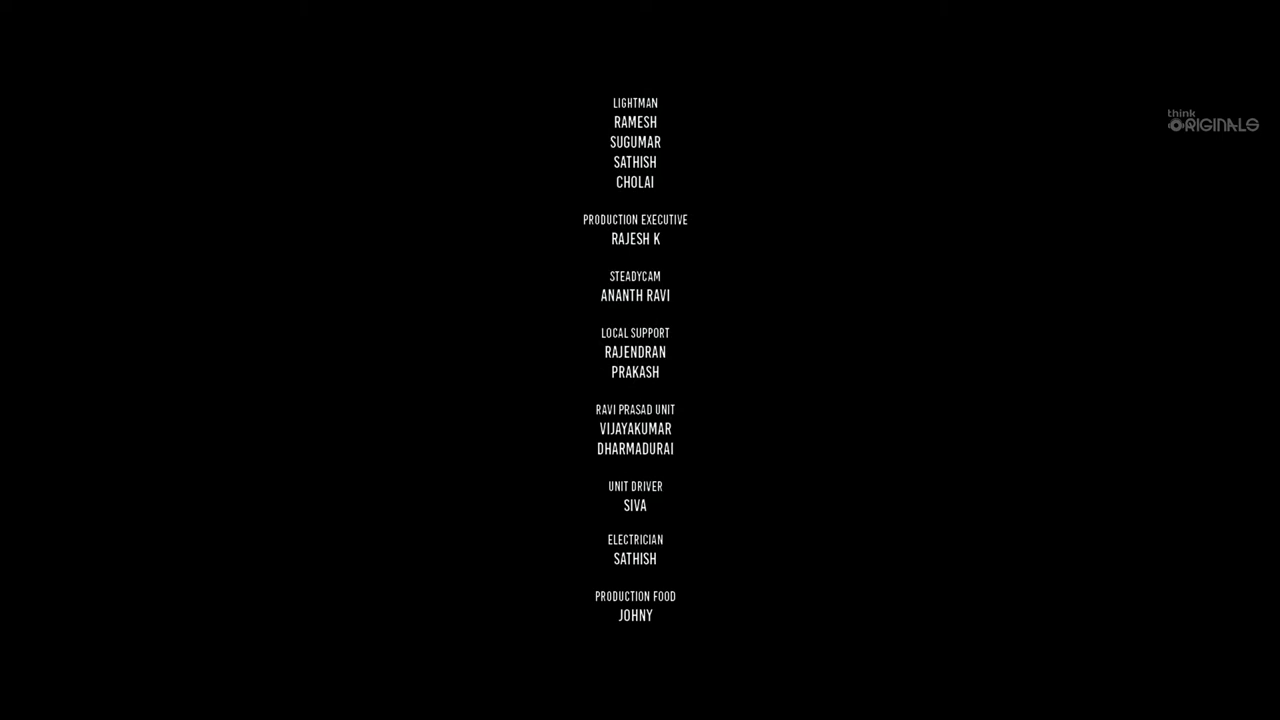 LIGHTMAN
RAMESH
SUGUMAR
SATHISH
CHOLAI
PRODUCTION EXECUTIVE
RAJESH K
STEADYCAM
ANANTH RAVI
LOCAL SUPPORT
RAJENDRAN
PRAKASH
RAVI PRASAD UNIT
VIJAYAKUMAR
DHARMADURAI
UNIT DRIVER
SIVA
ELECTRICIAN
SATHISH
PRODUCTION FOOD
JOHNY
think
ORIGINALS